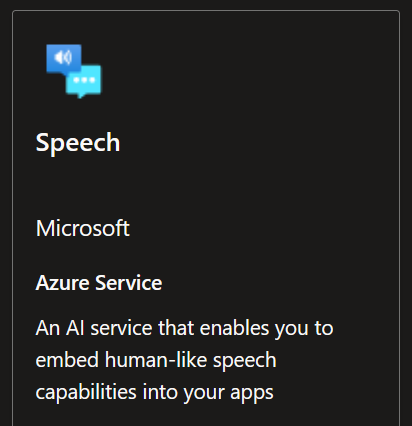 Speech
Microsoft
Azure Service
An AI service that enables you to
embed human-like speech
capabilities into your apps